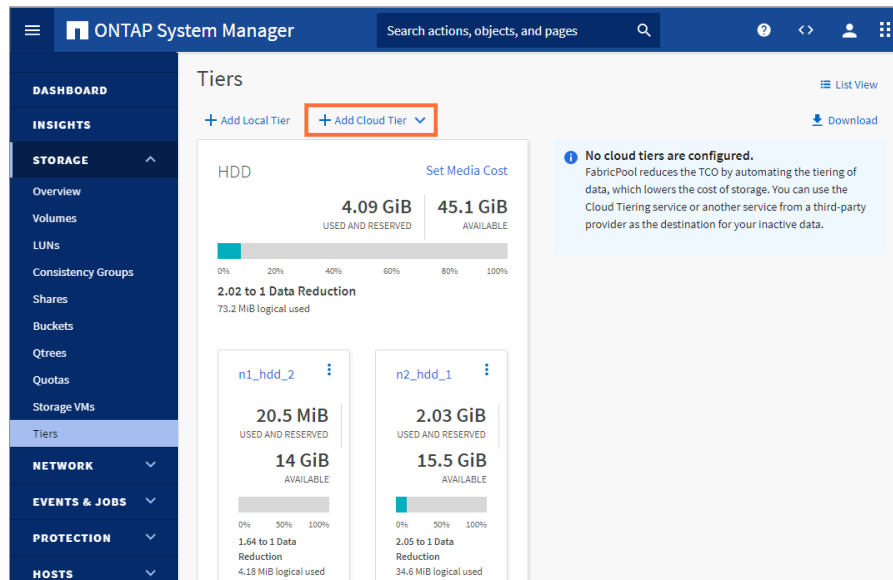 ONTAP System Manager
Search actions, objects, and pages
DASHBOARD
INSIGHTS
STORAGE
Overview
Volumes
LUNs
Consistency Groups
Shares
Buckets
Qtrees
Quotas
Storage VMs
Tiers
NETWORK
EVENTS & JOBS
PROTECTION
HOSTS
Tiers
List View
Add Local Tier
Add Cloud Tier
Download
HDD
Set Media Cost
4.09 GiB
USED AND RESERVED
45.1 GiB
AVAILABLE
0% 20% 40% 60% 80% 100%
2.02 to 1 Data Reduction
73.2 MiB logical used
n1_hdd_2
20.5 MiB
USED AND RESERVED
14 GiB
AVAILABLE
0% 50% 100%
1.64 to 1 Data
Reduction
4.18 MiB logical used
n2_hdd_1
2.03 GiB
USED AND RESERVED
15.5 GiB
AVAILABLE
0% 50% 100%
2.05 to 1 Data
Reduction
34.6 MiB logical used
No cloud tiers are configured.
FabricPool reduces the TCO by automating the tiering of
data, which lowers the cost of storage. You can use the
Cloud Tiering service or another service from a third-party
provider as the destination for your inactive data.